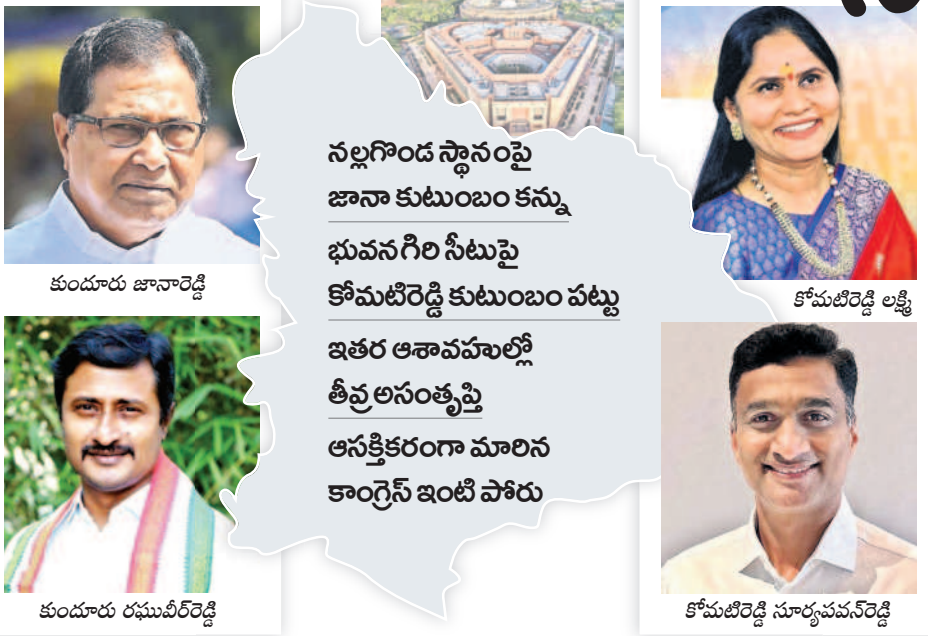 నల్లగొండ స్థానంపై
జానా కుటుంబం కన్ను
భువనగిరి సీటుపై
కోమటిరెడ్డి కుటుంబం పట్టు
ఇతర ఆశావహుల్లో
తీవ్ర అసంతృప్తి
ఆసక్తికరంగా మారిన
కాంగ్రెస్ ఇంటి పోరు
కుందూరు జానారెడ్డి
కోమటిరెడ్డి లక్ష్మి
కుందూరు రఘువీర్‌రెడ్డి
కోమటిరెడ్డి సూర్యపవన్‌రెడ్డి